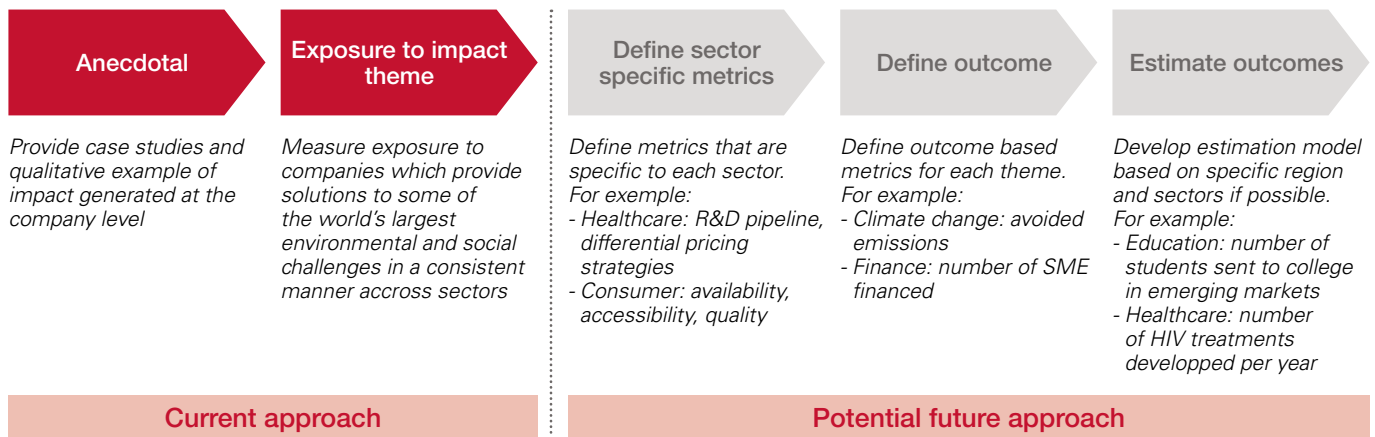 Anecdotal
Provide case studies and
qualitative example of
impact generated at the
company level
Exposure to impact
theme
Measure exposure to
companies which provide
solutions to some of
the world's largest
environmental and social
challenges in a consistent
manner accross sectors
Current approach
Define sector
specific metrics
Define metrics that are
specific to each sector.
For exemple:
- Healthcare: R&D pipeline,
differential pricing
strategies
- Consumer: availability,
accessibility, quality
Define outcome
Define outcome based
metrics for each theme.
For example:
- Climate change: avoided
emissions
- Finance: number of SME
financed
Estimate outcomes
Develop estimation model
based on specific region
and sectors if possible.
For example:
- Education: number of
students sent to college
in emerging markets
- Healthcare: number
of HIV treatments
developped per year
Potential future approach